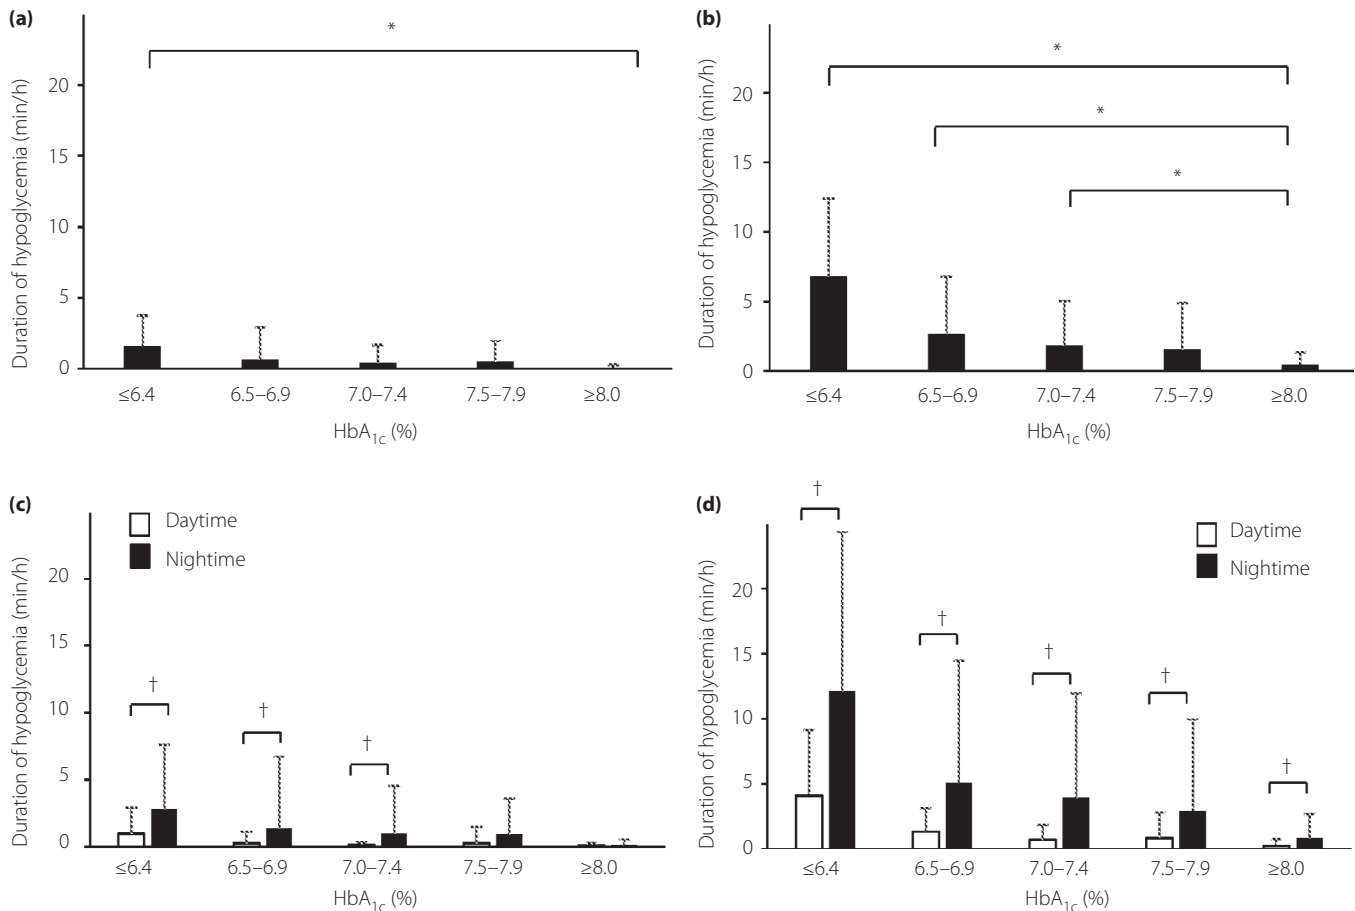 (a)
*
Duration of hypoglycemia (min/h)
20
15
10
5
0
≤6.4 6.5–6.9 7.0–7.4 7.5–7.9 ≥8.0
HbA1c (%)
(b)
*
*
*
Duration of hypoglycemia (min/h)
20
15
10
5
0
≤6.4 6.5–6.9 7.0–7.4 7.5–7.9 ≥8.0
HbA1c (%)
(c)
Daytime
Nightime
†
†
†
Duration of hypoglycemia (min/h)
20
15
10
5
0
≤6.4 6.5–6.9 7.0–7.4 7.5–7.9 ≥8.0
HbA1c (%)
(d)
Daytime
Nightime
†
†
†
†
†
Duration of hypoglycemia (min/h)
20
15
10
5
0
≤6.4 6.5–6.9 7.0–7.4 7.5–7.9 ≥8.0
HbA1c (%)